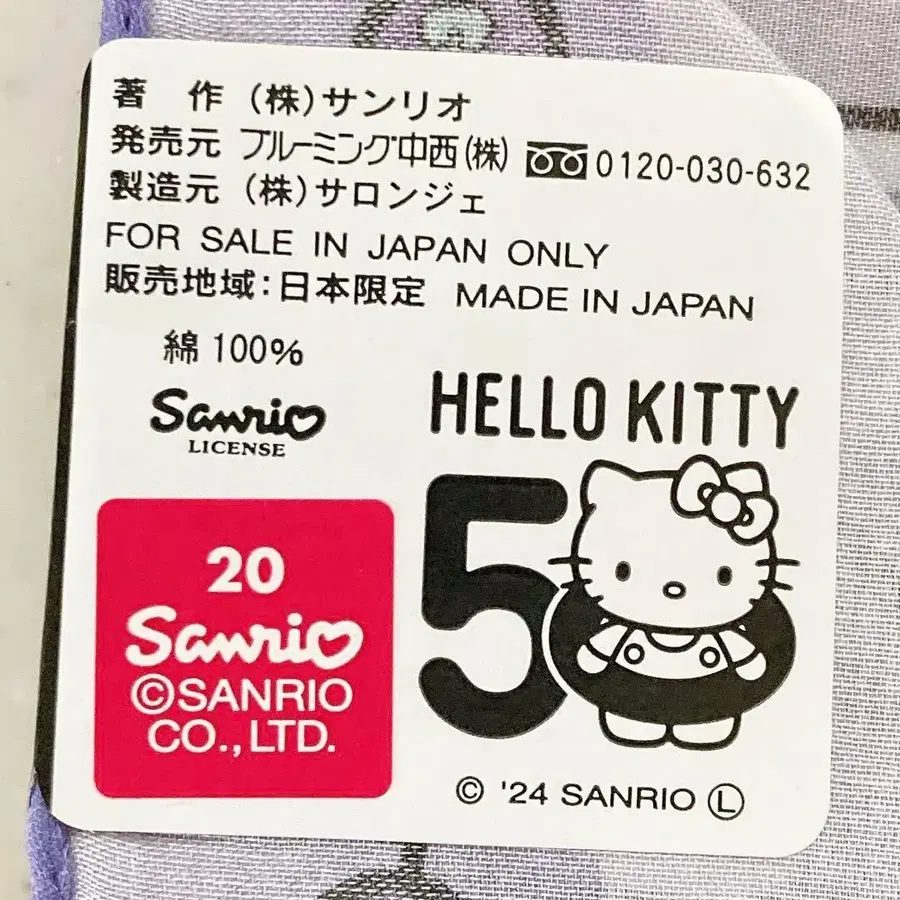 著 作 (株)サンリオ
発売元 ブルーミング中西(株) 0120-030-632
製造元 (株)サロンジェ
FOR SALE IN JAPAN ONLY
販売地域:日本限定 MADE IN JAPAN
綿 100%
Sanrio
LICENSE
HELLO KITTY
50
20
Sanrio
©SANRIO
CO.,LTD.
© '24 SANRIO Ⓛ